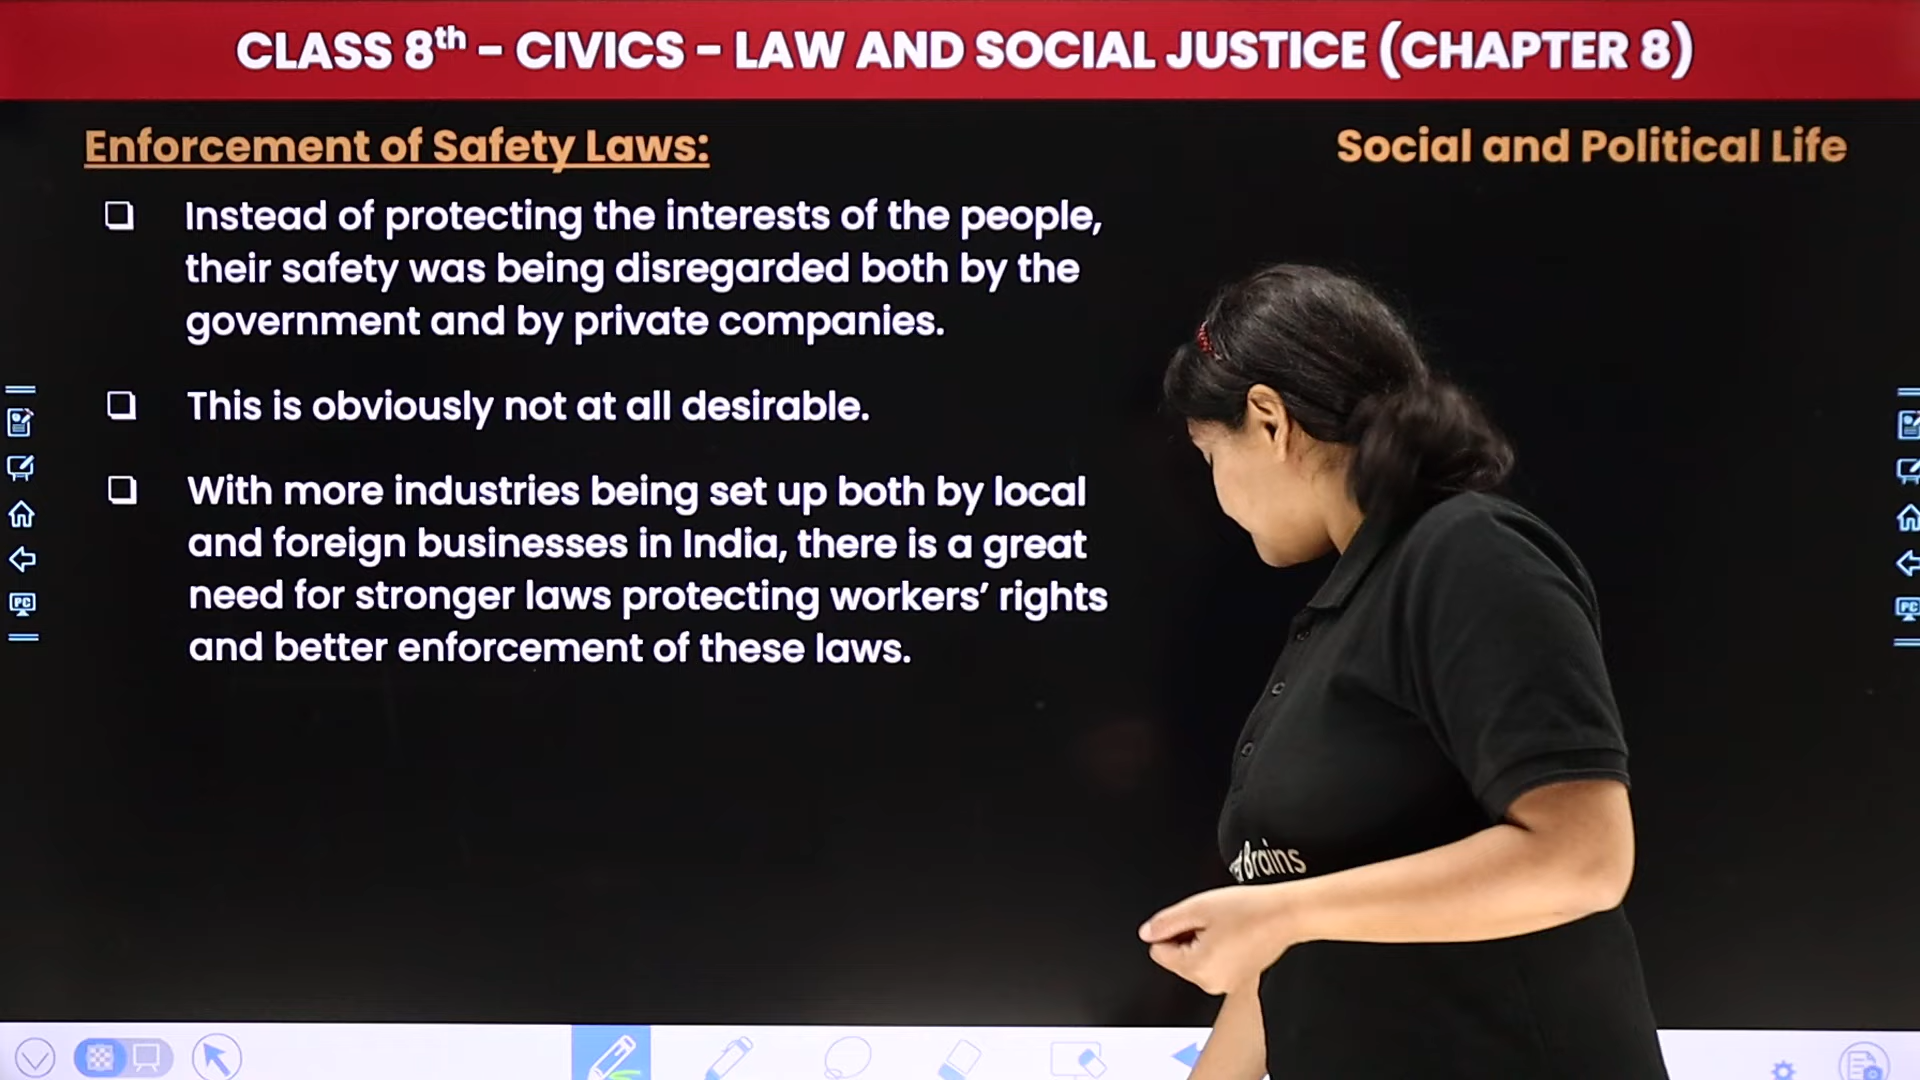 CLASS 8th - CIVICS - LAW AND SOCIAL JUSTICE (CHAPTER 8)
Enforcement of Safety Laws:
Social and Political Life
❑ Instead of protecting the interests of the people,
their safety was being disregarded both by the
government and by private companies.
❑ This is obviously not at all desirable.
❑ With more industries being set up both by local
and foreign businesses in India, there is a great
need for stronger laws protecting workers’ rights
and better enforcement of these laws.
PC
PC
Brains